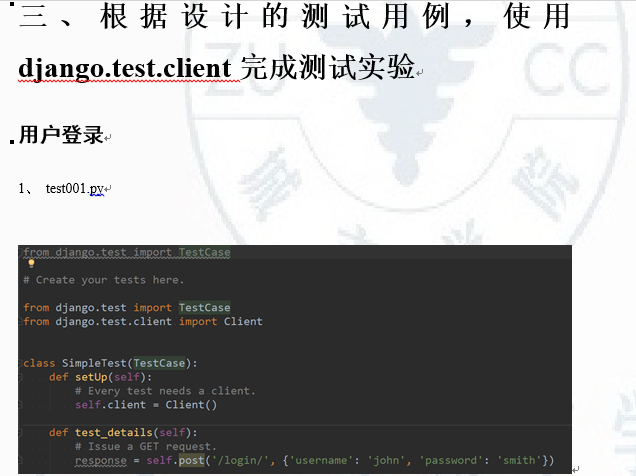 三、根据设计的测试用例，使用
django.test.client 完成测试实验
用户登录
1、 test001.py
from django.test import TestCase
# Create your tests here.
from django.test import TestCase
from django.test.client import Client
class SimpleTest(TestCase):
def setUp(self):
# Every test needs a client.
self.client = Client()
def test_details(self):
# Issue a GET request.
response = self.post('/login/', {'username': 'john', 'password': 'smith'})
ZU CC
院